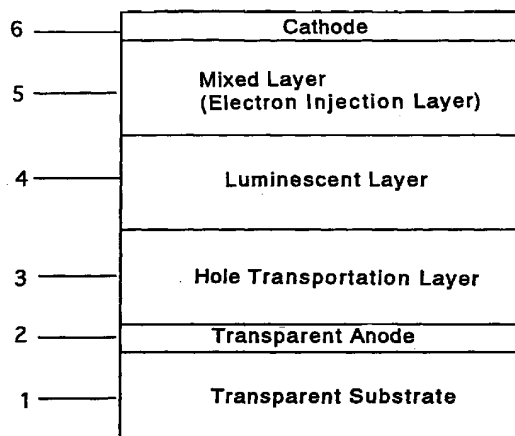 6 Cathode
5 Mixed Layer
(Electron Injection Layer)
4 Luminescent Layer
3 Hole Transportation Layer
2 Transparent Anode
1 Transparent Substrate